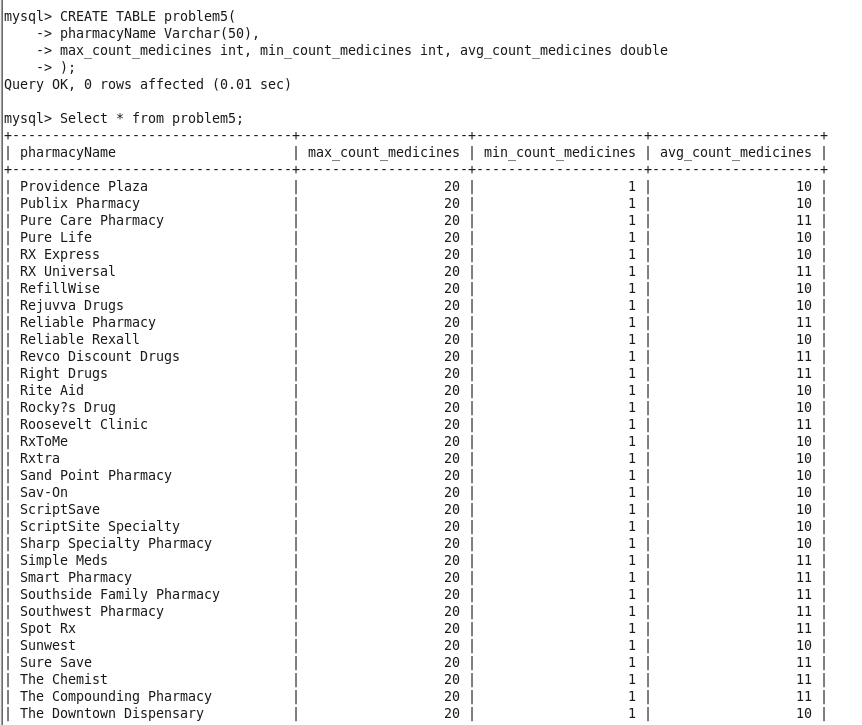 mysql> CREATE TABLE problem5(
    -> pharmacyName Varchar(50),
    -> max_count_medicines int, min_count_medicines int, avg_count_medicines double
    -> );
Query OK, 0 rows affected (0.01 sec)

mysql> Select * from problem5;
+-----------------------------------+---------------------+---------------------+---------------------+
| pharmacyName                      | max_count_medicines | min_count_medicines | avg_count_medicines |
+-----------------------------------+---------------------+---------------------+---------------------+
| Providence Plaza                  |                  20 |                   1 |                  10 |
| Publix Pharmacy                   |                  20 |                   1 |                  10 |
| Pure Care Pharmacy                |                  20 |                   1 |                  11 |
| Pure Life                         |                  20 |                   1 |                  10 |
| RX Express                        |                  20 |                   1 |                  10 |
| RX Universal                      |                  20 |                   1 |                  11 |
| RefillWise                        |                  20 |                   1 |                  10 |
| Rejuvva Drugs                     |                  20 |                   1 |                  10 |
| Reliable Pharmacy                 |                  20 |                   1 |                  11 |
| Reliable Rexall                   |                  20 |                   1 |                  10 |
| Revco Discount Drugs              |                  20 |                   1 |                  11 |
| Right Drugs                       |                  20 |                   1 |                  11 |
| Rite Aid                          |                  20 |                   1 |                  10 |
| Rocky?s Drug                      |                  20 |                   1 |                  10 |
| Roosevelt Clinic                  |                  20 |                   1 |                  11 |
| RxToMe                            |                  20 |                   1 |                  10 |
| Rxtra                             |                  20 |                   1 |                  10 |
| Sand Point Pharmacy               |                  20 |                   1 |                  10 |
| Sav-On                            |                  20 |                   1 |                  10 |
| ScriptSave                        |                  20 |                   1 |                  10 |
| ScriptSite Specialty              |                  20 |                   1 |                  10 |
| Sharp Specialty Pharmacy          |                  20 |                   1 |                  10 |
| Simple Meds                       |                  20 |                   1 |                  11 |
| Smart Pharmacy                    |                  20 |                   1 |                  11 |
| Southside Family Pharmacy         |                  20 |                   1 |                  11 |
| Southwest Pharmacy                |                  20 |                   1 |                  11 |
| Spot Rx                           |                  20 |                   1 |                  11 |
| Sunwest                           |                  20 |                   1 |                  10 |
| Sure Save                         |                  20 |                   1 |                  11 |
| The Chemist                       |                  20 |                   1 |                  11 |
| The Compounding Pharmacy          |                  20 |                   1 |                  11 |
| The Downtown Dispensary           |                  20 |                   1 |                  10 |